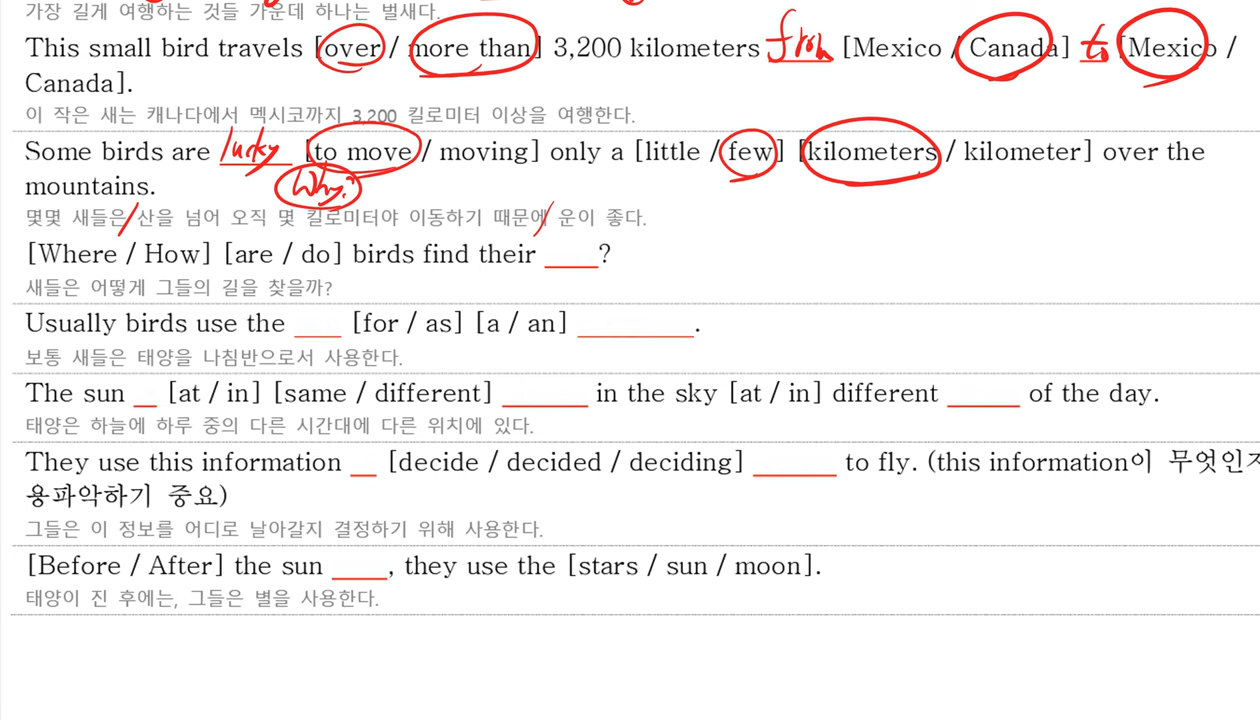 가장 길게 여행하는 것들 가운데 하나는 벌새다.
This small bird travels [over / more than] 3,200 kilometers from [Mexico / Canada] to [Mexico /
Canada].
이 작은 새는 캐나다에서 멕시코까지 3,200 킬로미터 이상을 여행한다.
Some birds are lucky [to move / moving] only a [little / few] [kilometers / kilometer] over the
mountains.
why?
몇몇 새들은 산을 넘어 오직 몇 킬로미터야 이동하기 때문에 운이 좋다.
[Where / How] [are / do] birds find their ____?
새들은 어떻게 그들의 길을 찾을까?
Usually birds use the ____ [for / as] [a / an] ________.
보통 새들은 태양을 나침반으로서 사용한다.
The sun __ [at / in] [same / different] ________ in the sky [at / in] different ______ of the day.
태양은 하늘에 하루 중의 다른 시간대에 다른 위치에 있다.
They use this information __ [decide / decided / deciding] ______ to fly. (this information이 무엇인지
용파악하기 중요)
그들은 이 정보를 어디로 날아갈지 결정하기 위해 사용한다.
[Before / After] the sun ____, they use the [stars / sun / moon].
태양이 진 후에는, 그들은 별을 사용한다.